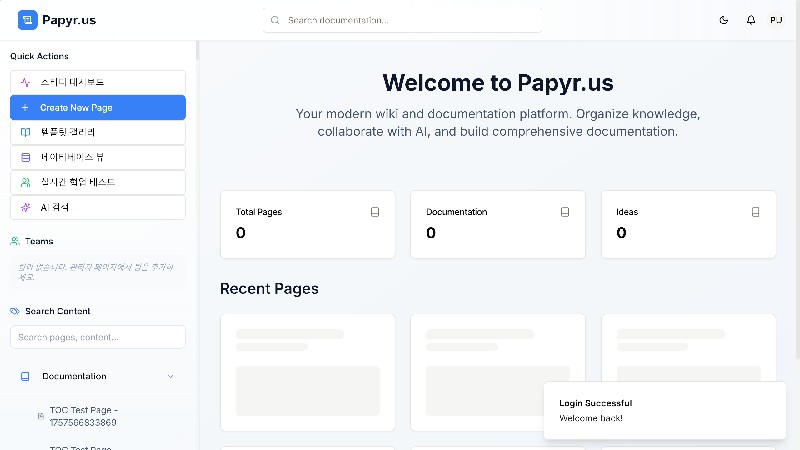 Papyr.us
Search documentation...
PU
Quick Actions
스터디 대시보드
Create New Page
템플릿 갤러리
데이터베이스 뷰
실시간 협업 테스트
AI 검색
Teams
팀이 없습니다. 관리자 페이지에서 팀을 추가하
세요.
Search Content
Search pages, content...
Documentation
TOC Test Page -
1757566833869
TOC Test Page -
Welcome to Papyr.us
Your modern wiki and documentation platform. Organize knowledge,
collaborate with AI, and build comprehensive documentation.
Total Pages
0
Documentation
0
Ideas
0
Recent Pages
Login Successful
Welcome back!